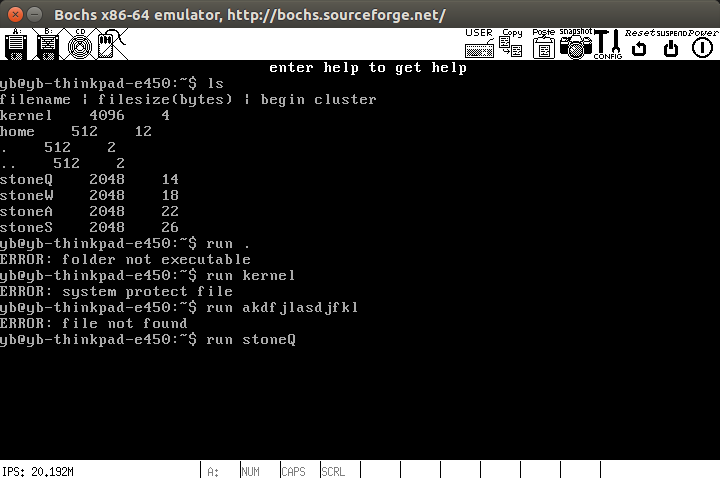 Bochs x86-64 emulator, http://bochs.sourceforge.net/
A: B: CD USER Copy Paste snapshot CONFIG Reset SUSPEND Power
enter help to get help
yb@yb-thinkpad-e450:~$ ls
filename | filesize(bytes) | begin cluster
kernel 4096 4
home 512 12
. 512 2
.. 512 2
stoneQ 2048 14
stoneW 2048 18
stoneA 2048 22
stoneS 2048 26
yb@yb-thinkpad-e450:~$ run .
ERROR: folder not executable
yb@yb-thinkpad-e450:~$ run kernel
ERROR: system protect file
yb@yb-thinkpad-e450:~$ run akdfjlasdjfkl
ERROR: file not found
yb@yb-thinkpad-e450:~$ run stoneQ
IPS: 20.192M A: NUM CAPS SCRL